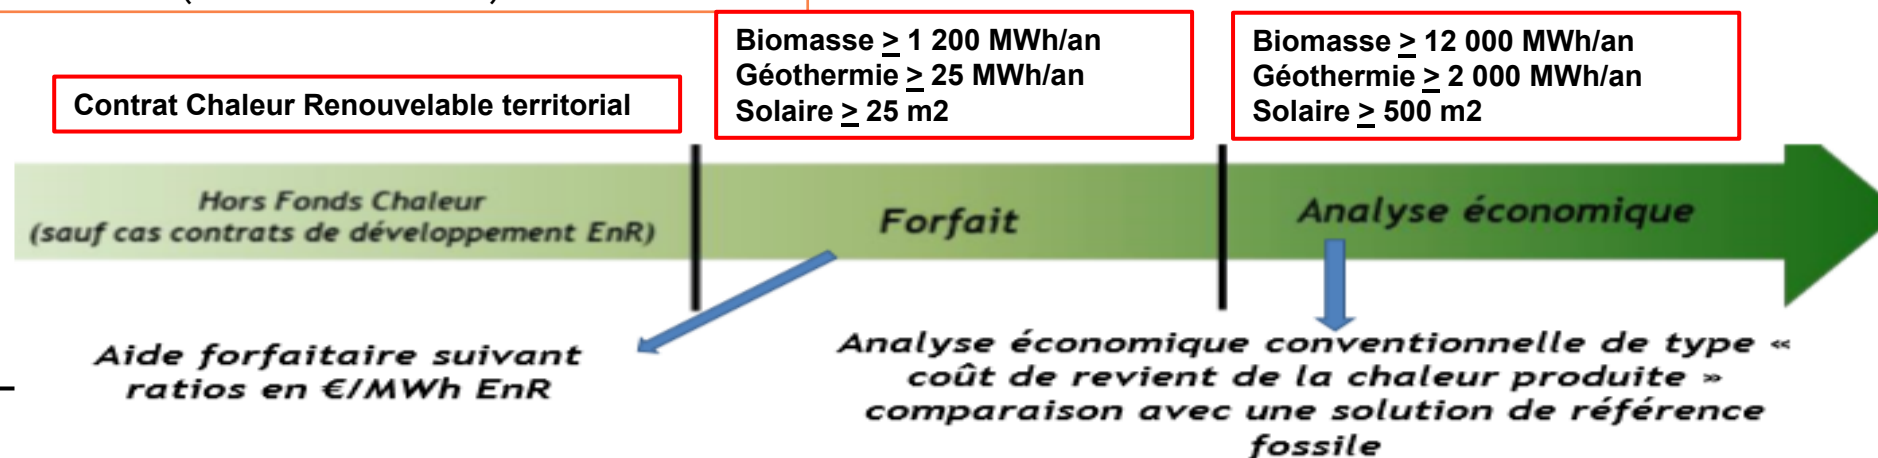 Contrat Chaleur Renouvelable territorial
Biomasse ≥ 1 200 MWh/an
Géothermie ≥ 25 MWh/an
Solaire ≥ 25 m2
Biomasse ≥ 12 000 MWh/an
Géothermie ≥ 2 000 MWh/an
Solaire ≥ 500 m2
Hors Fonds Chaleur
(sauf cas contrats de développement EnR)
Forfait
Analyse économique
Aide forfaitaire suivant
ratios en €/MWh EnR
Analyse économique conventionnelle de type «
coût de revient de la chaleur produite »
comparaison avec une solution de référence
fossile